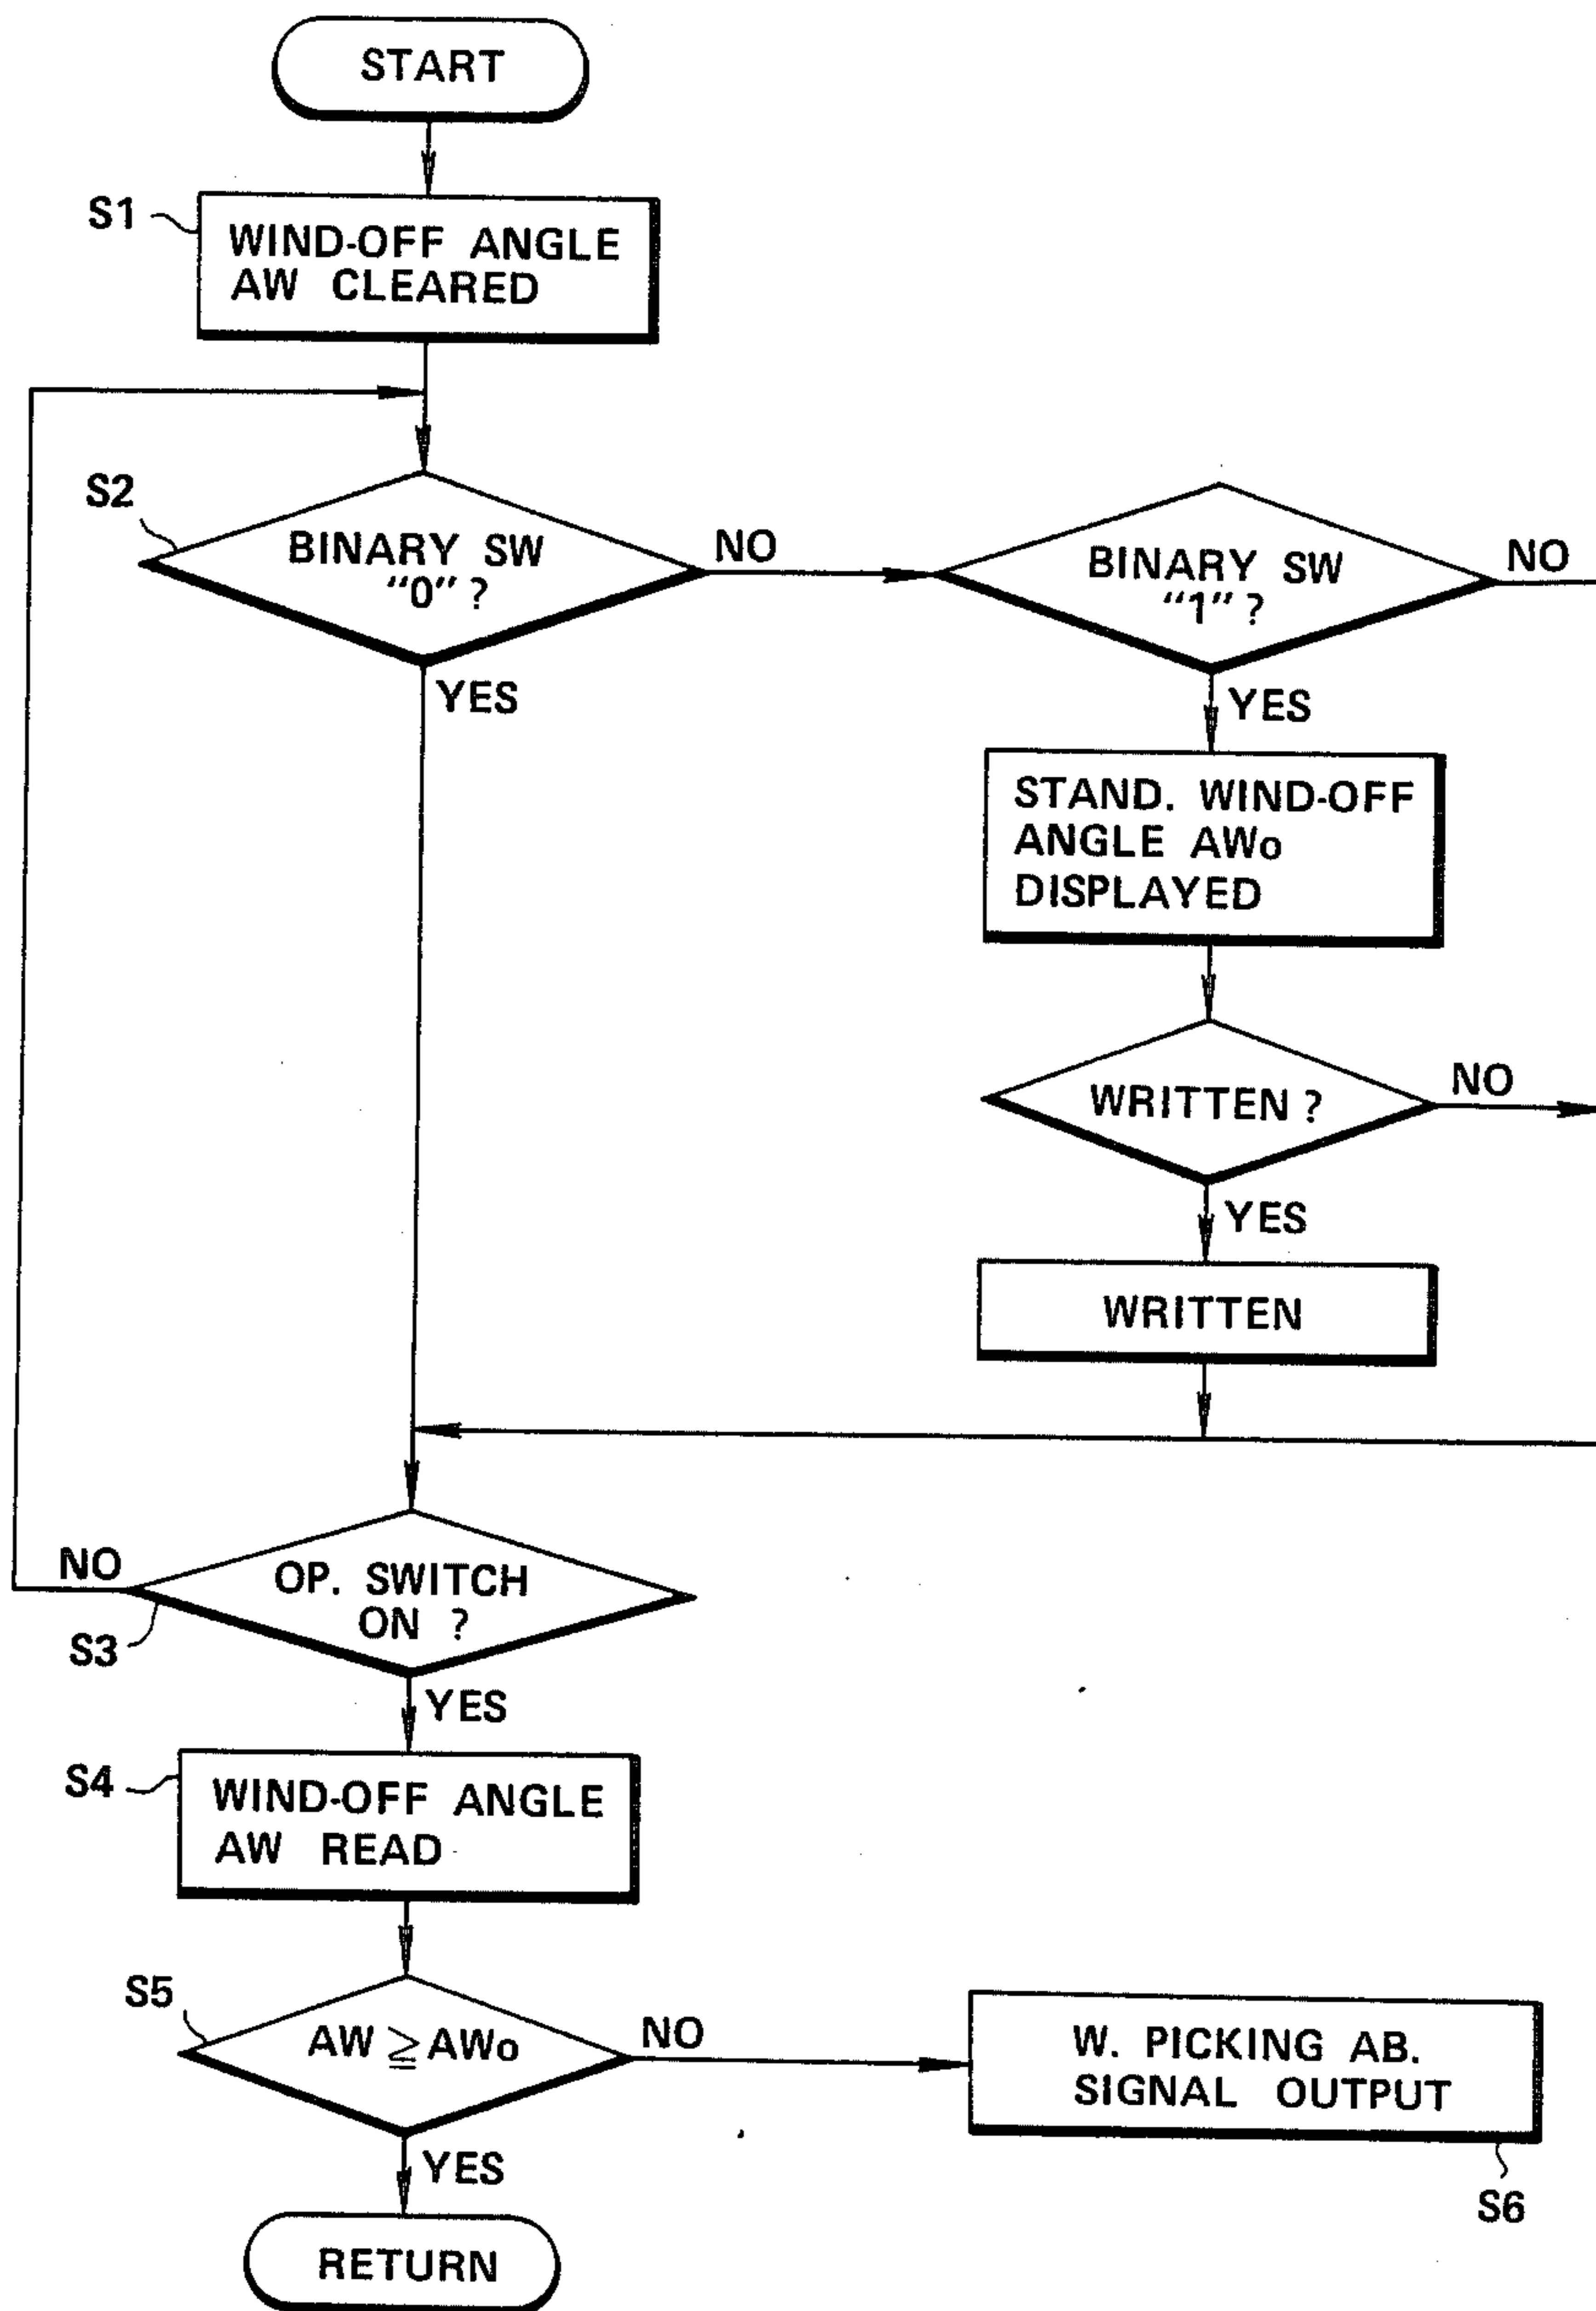 START
S1
WIND-OFF ANGLE
AW CLEARED
S2
BINARY SW
"0" ?
NO
YES
BINARY SW
"1" ?
NO
YES
STAND. WIND-OFF
ANGLE AWo
DISPLAYED
WRITTEN ?
NO
YES
WRITTEN
NO
OP. SWITCH
ON ?
S3
YES
S4
WIND-OFF ANGLE
AW READ
S5
AW ≧ AWo
NO
W. PICKING AB.
SIGNAL OUTPUT
S6
YES
RETURN